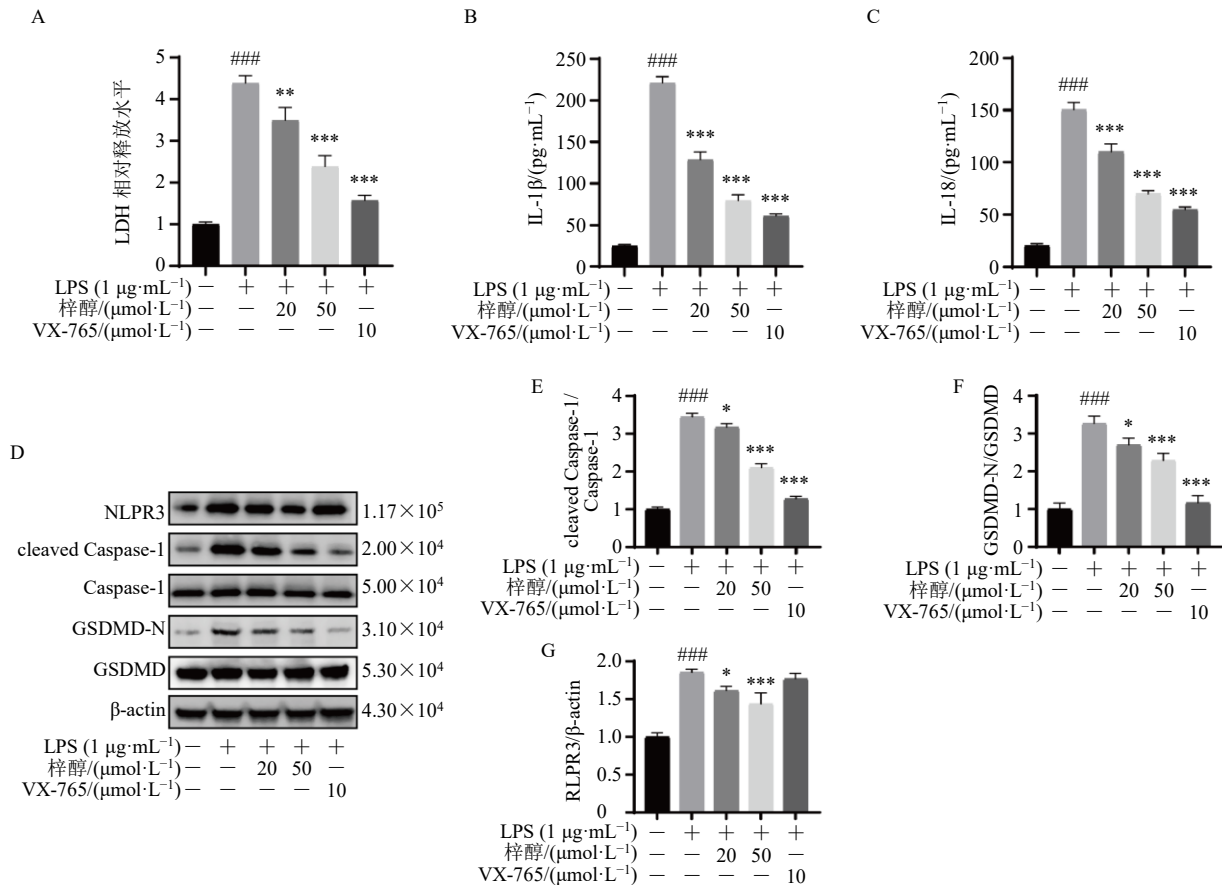 A
LDH 相对释放水平
5
4
3
2
1
0
###
**
***
***
LPS (1 μg·mL⁻¹) − + + + +
梓醇/(μmol·L⁻¹) − − 20 50 −
VX-765/(μmol·L⁻¹) − − − − 10
B
IL-1β/(pg·mL⁻¹)
250
200
150
100
50
0
###
***
***
***
LPS (1 μg·mL⁻¹) − + + + +
梓醇/(μmol·L⁻¹) − − 20 50 −
VX-765/(μmol·L⁻¹) − − − − 10
C
IL-18/(pg·mL⁻¹)
200
150
100
50
0
###
***
***
***
LPS (1 μg·mL⁻¹) − + + + +
梓醇/(μmol·L⁻¹) − − 20 50 −
VX-765/(μmol·L⁻¹) − − − − 10
D
NLPR3 1.17×10⁵
cleaved Caspase-1 2.00×10⁴
Caspase-1 5.00×10⁴
GSDMD-N 3.10×10⁴
GSDMD 5.30×10⁴
β-actin 4.30×10⁴
LPS (1 μg·mL⁻¹) − + + + +
梓醇/(μmol·L⁻¹) − − 20 50 −
VX-765/(μmol·L⁻¹) − − − − 10
E
cleaved Caspase-1/
Caspase-1
4
3
2
1
0
###
*
***
***
LPS (1 μg·mL⁻¹) − + + + +
梓醇/(μmol·L⁻¹) − − 20 50 −
VX-765/(μmol·L⁻¹) − − − − 10
F
GSDMD-N/GSDMD
4
3
2
1
0
###
*
***
***
LPS (1 μg·mL⁻¹) − + + + +
梓醇/(μmol·L⁻¹) − − 20 50 −
VX-765/(μmol·L⁻¹) − − − − 10
G
RLPR3/β-actin
2.0
1.5
1.0
0.5
0
###
*
***
LPS (1 μg·mL⁻¹) − + + + +
梓醇/(μmol·L⁻¹) − − 20 50 −
VX-765/(μmol·L⁻¹) − − − − 10